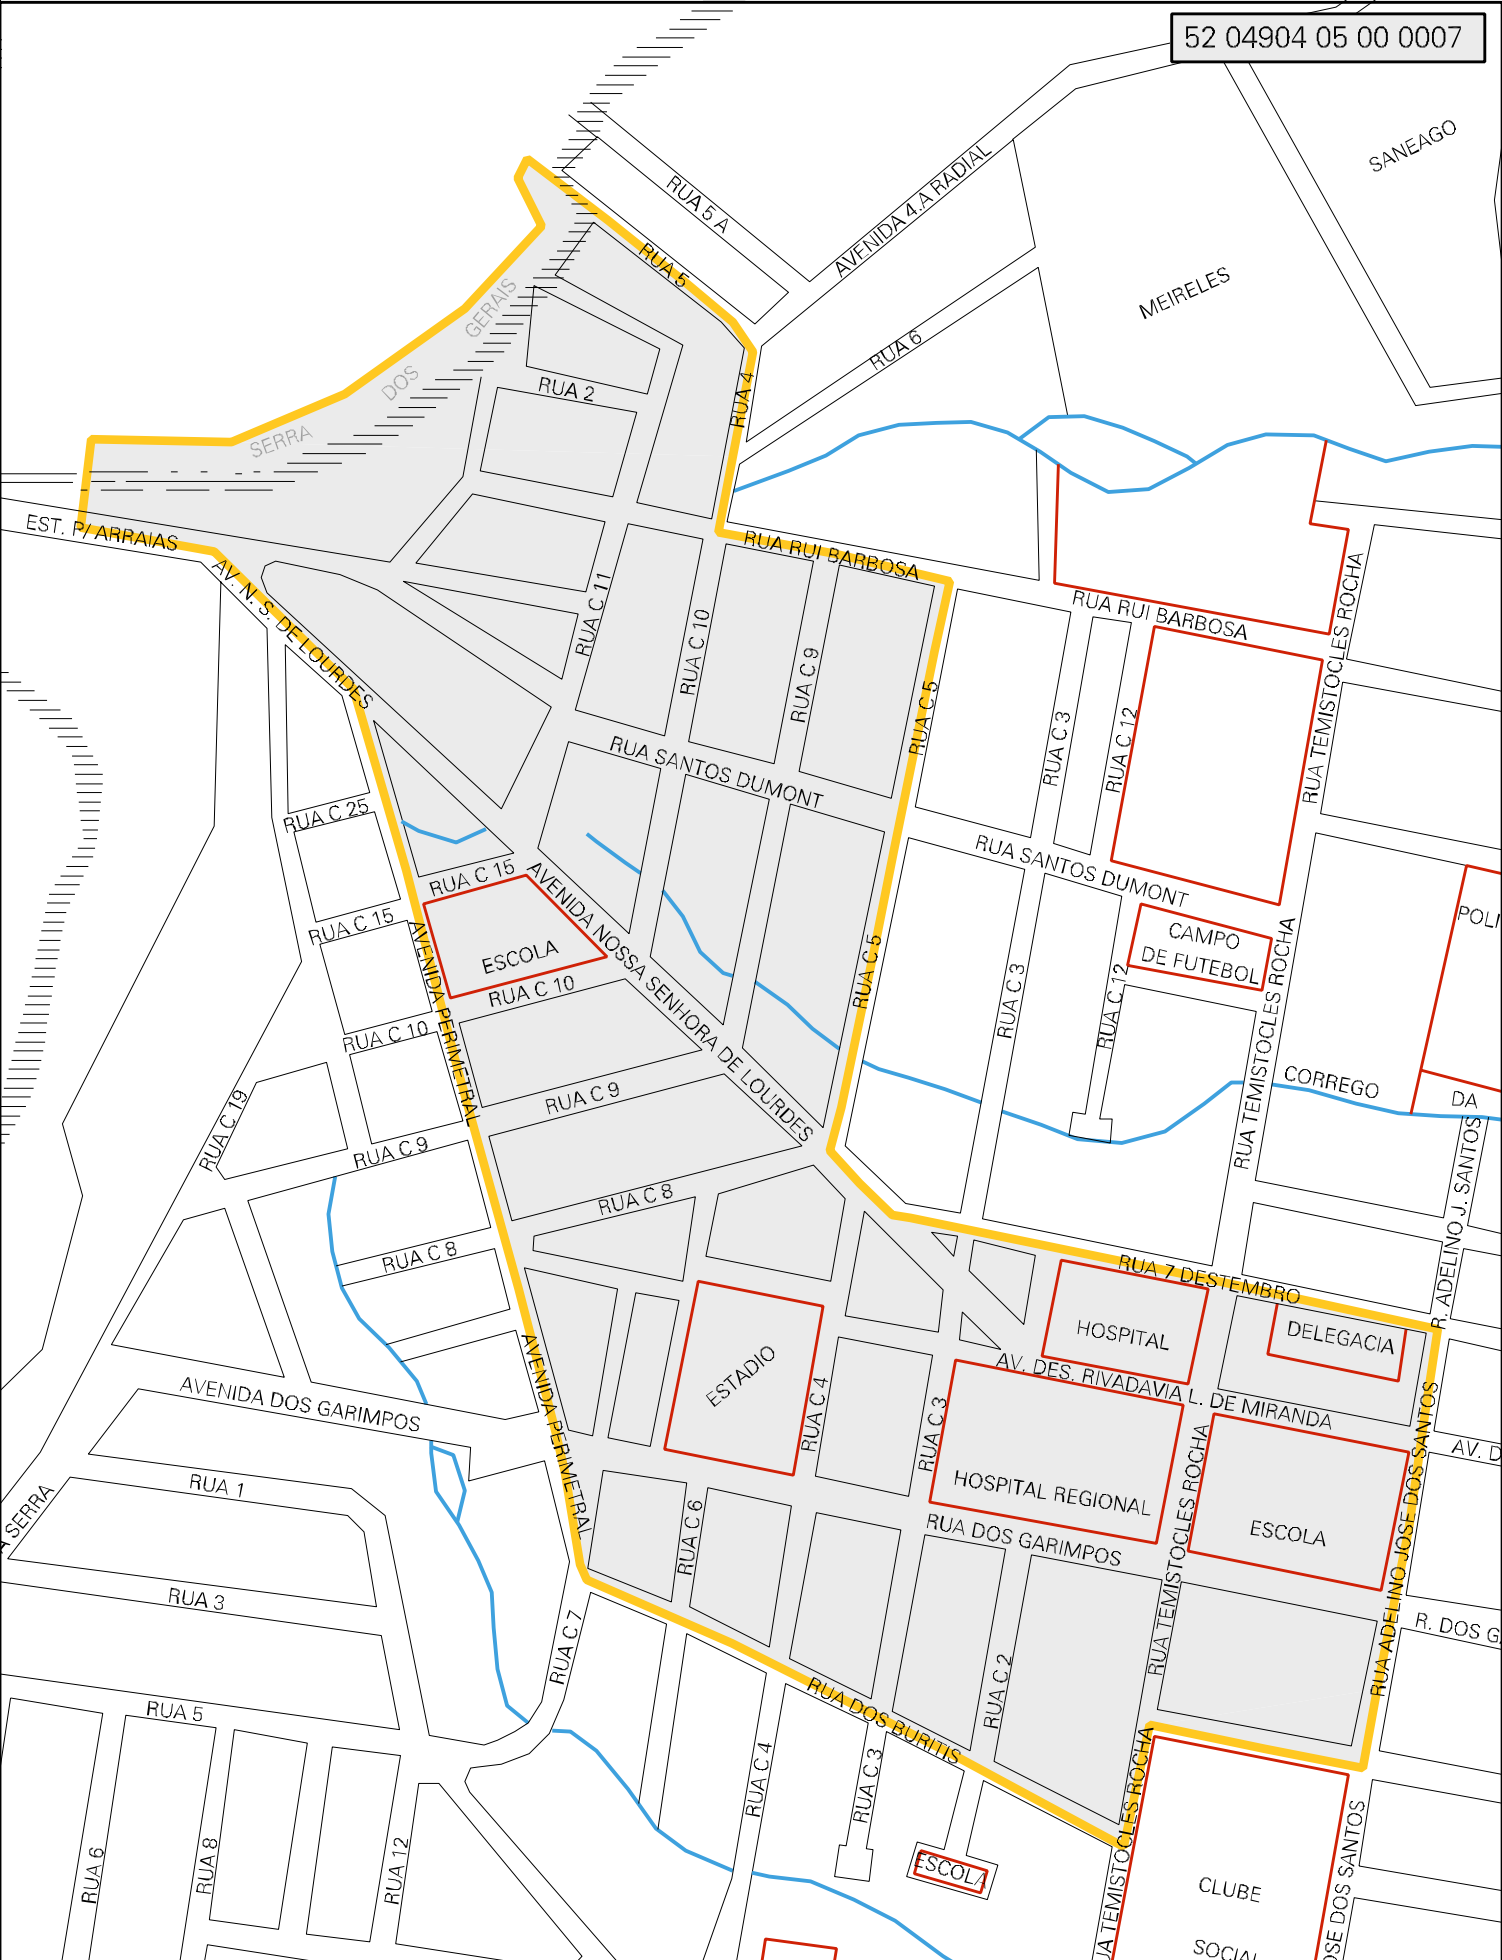 52 04904 05 00 0007
SANEAGO
RUA 5 A
AVENIDA 4.A RADIAL
RUA 5
MEIRELES
GERAIS
DOS
SERRA
RUA 6
RUA 2
RUA 4
EST. P/ ARRAIAS
AV. N. S. DE LOURDES
RUA RUI BARBOSA
RUA RUI BARBOSA
RUA C 11
RUA C 10
RUA C 9
RUA C 5
RUA C 3
RUA C 12
RUA TEMISTOCLES ROCHA
RUA SANTOS DUMONT
RUA SANTOS DUMONT
RUA C 25
RUA C 15
RUA C 15
ESCOLA
AVENIDA NOSSA SENHORA DE LOURDES
RUA C 10
RUA C 10
AVENIDA PERIMETRAL
RUA C 5
RUA C 3
RUA C 12
CAMPO
DE FUTEBOL
RUA TEMISTOCLES ROCHA
POLI
CORREGO
DA
RUA C 19
RUA C 9
RUA C 9
RUA C 8
RUA C 8
R. ADELINO J. SANTOS
RUA 7 DESTEMBRO
HOSPITAL
DELEGACIA
AV. DES. RIVADAVIA L. DE MIRANDA
ESTADIO
RUA C 4
RUA C 3
AVENIDA DOS GARIMPOS
AVENIDA PERIMETRAL
HOSPITAL REGIONAL
RUA TEMISTOCLES ROCHA
ESCOLA
RUA ADELINO JOSE DOS SANTOS
AV. D
RUA 1
A SERRA
RUA C 6
RUA DOS GARIMPOS
RUA 3
R. DOS G
RUA C 7
RUA C 2
RUA 5
RUA DOS BURITIS
RUA C 4
RUA C 3
ESCOLA
RUA 6
RUA 8
RUA 12
UA TEMISTOCLES ROCHA
CLUBE
SOCIAL
OSE DOS SANTOS